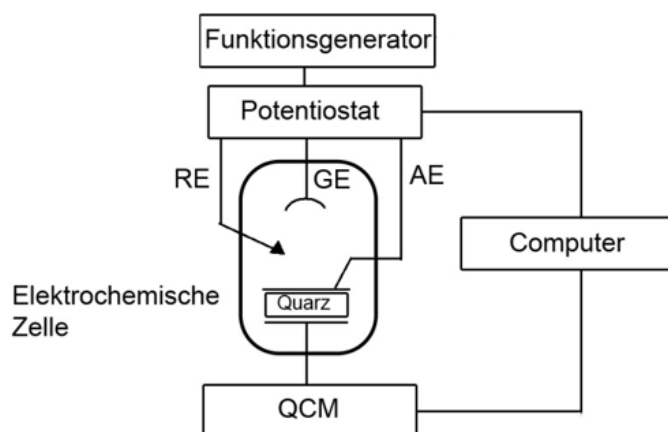 Funktionsgenerator
Potentiostat
RE
GE
AE
Computer
Elektrochemische
Zelle
Quarz
QCM